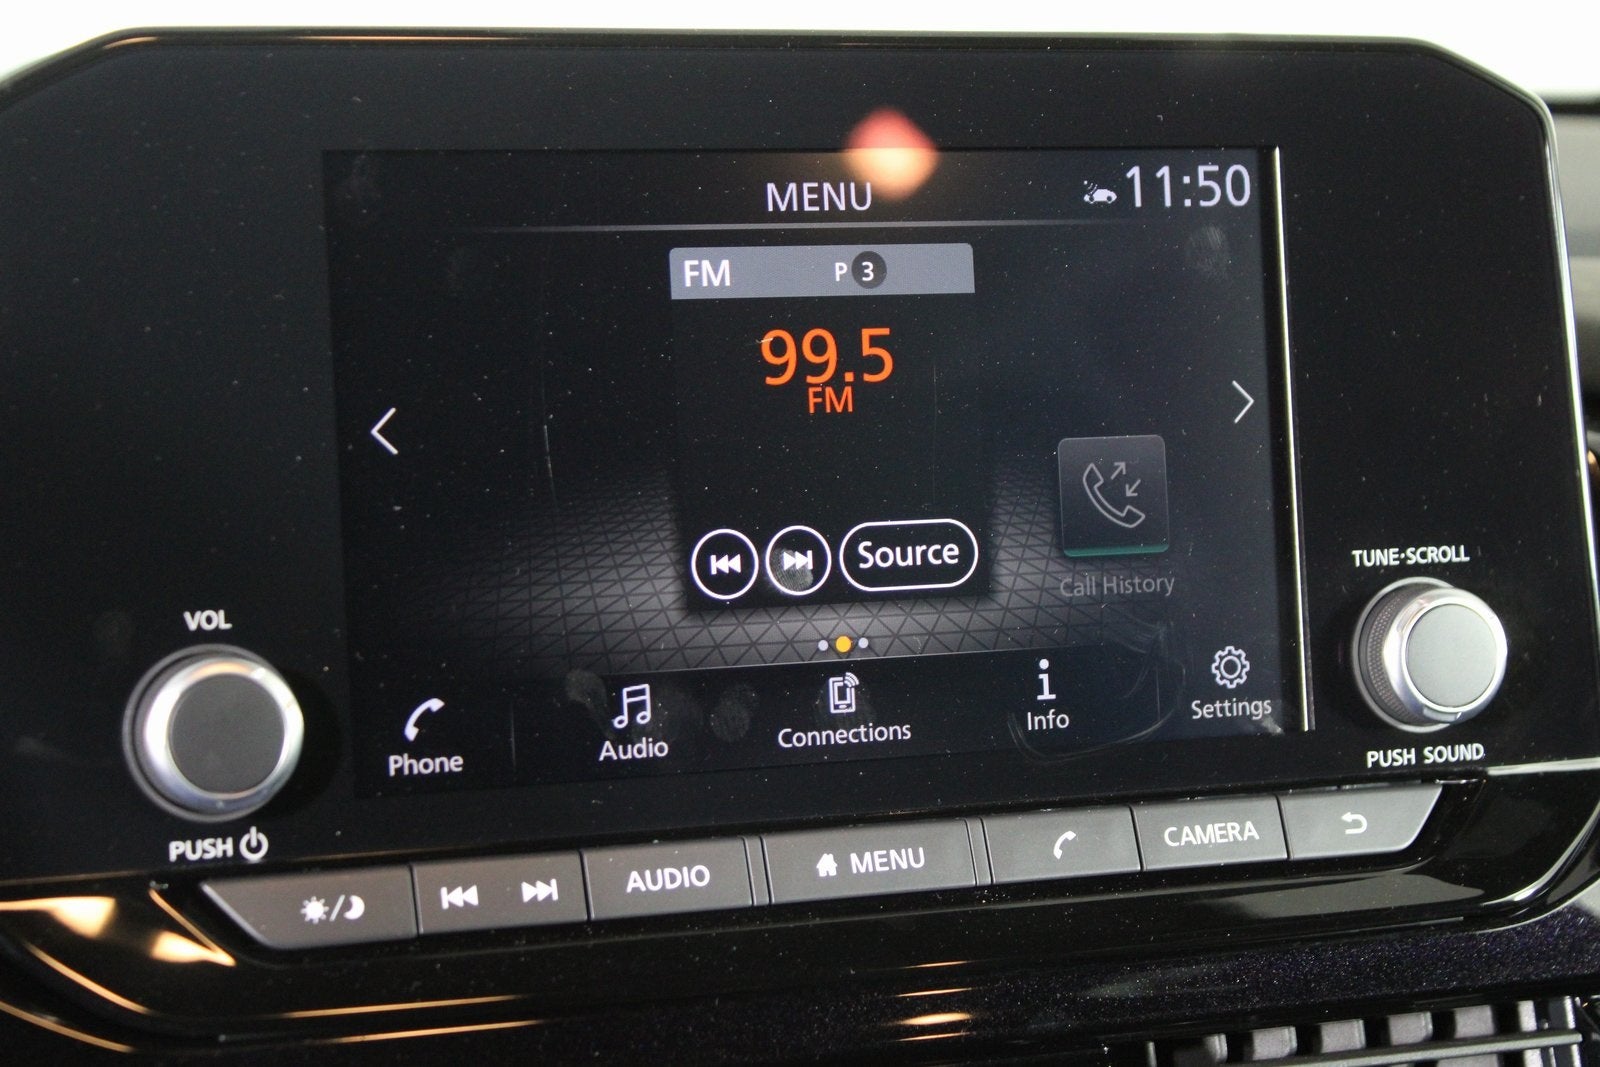 MENU
11:50
FM P 3
99.5
FM
Source
Call History
Phone
Audio
Connections
Info
Settings
VOL
PUSH
TUNE·SCROLL
PUSH SOUND
AUDIO
MENU
CAMERA